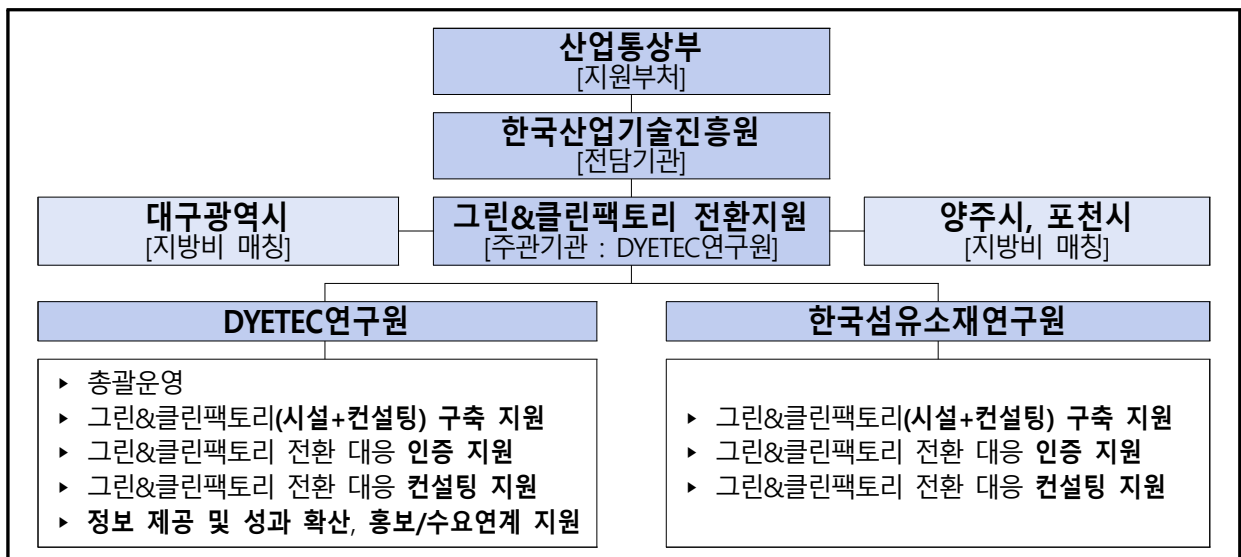 산업통상부
[지원부처]
한국산업기술진흥원
[전담기관]
대구광역시
[지방비 매칭]
그린&클린팩토리 전환지원
[주관기관 : DYETEC연구원]
양주시, 포천시
[지방비 매칭]
DYETEC연구원
▸ 총괄운영
▸ 그린&클린팩토리(시설+컨설팅) 구축 지원
▸ 그린&클린팩토리 전환 대응 인증 지원
▸ 그린&클린팩토리 전환 대응 컨설팅 지원
▸ 정보 제공 및 성과 확산, 홍보/수요연계 지원
한국섬유소재연구원
▸ 그린&클린팩토리(시설+컨설팅) 구축 지원
▸ 그린&클린팩토리 전환 대응 인증 지원
▸ 그린&클린팩토리 전환 대응 컨설팅 지원